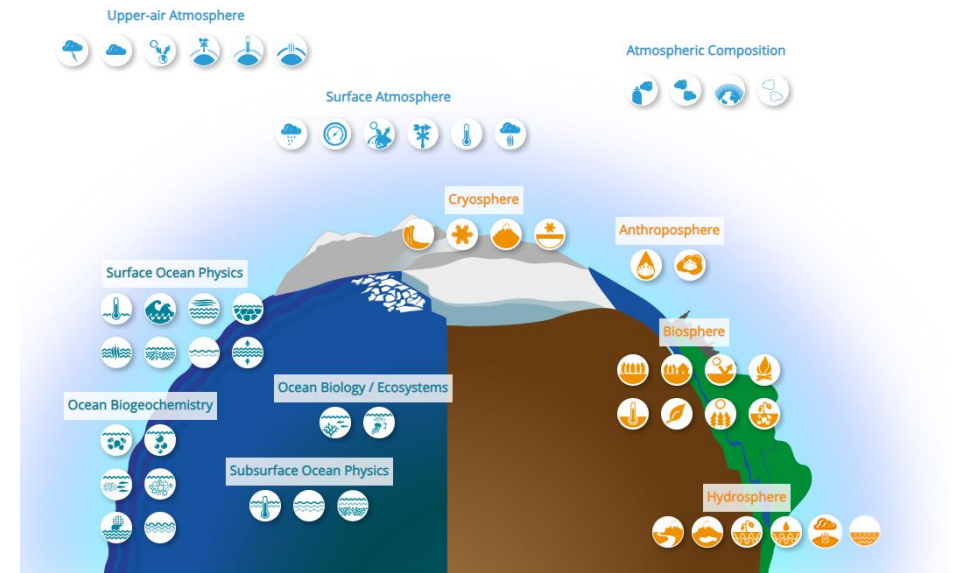 Upper-air Atmosphere
Atmospheric Composition
Surface Atmosphere
Cryosphere
Anthroposphere
Surface Ocean Physics
Biosphere
Ocean Biology / Ecosystems
Ocean Biogeochemistry
Subsurface Ocean Physics
Hydrosphere